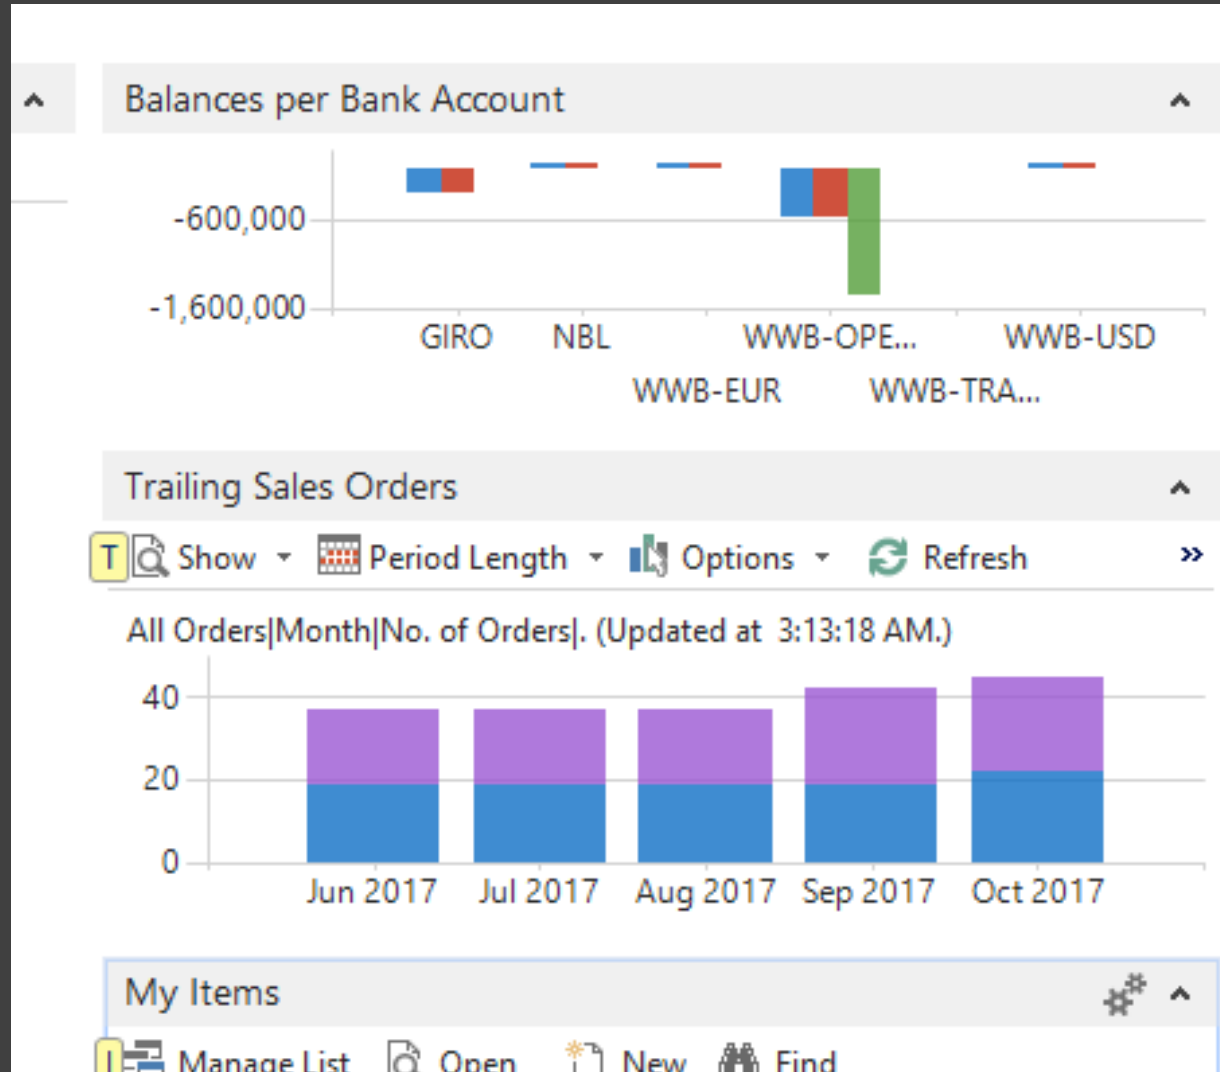 Balances per Bank Account
-600,000
-1,600,000
GIRO NBL WWB-OPE... WWB-USD
WWB-EUR WWB-TRA...
Trailing Sales Orders
T Show Period Length Options Refresh »
All Orders|Month|No. of Orders|. (Updated at 3:13:18 AM.)
40
20
0
Jun 2017 Jul 2017 Aug 2017 Sep 2017 Oct 2017
My Items
Manage List Open New Find